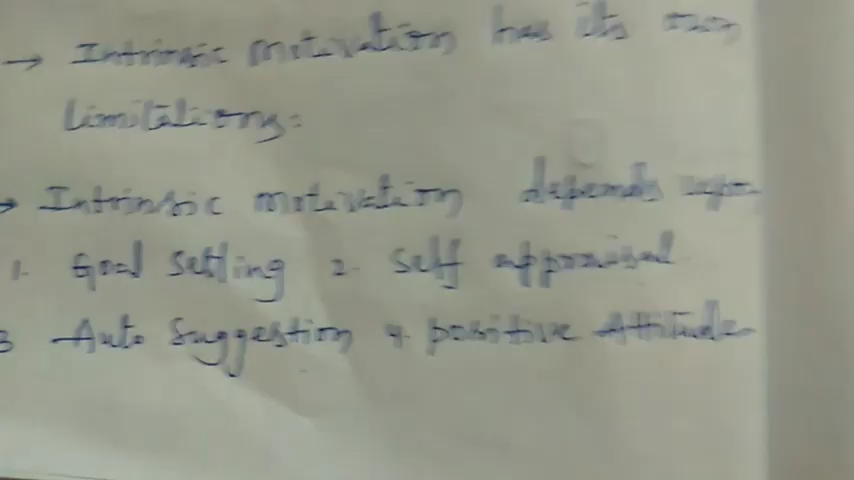 → Intrinsic motivation has its own
limitations:
→ Intrinsic motivation depends upon
1. Goal setting 2. Self appraisal
3 Auto suggestion 4. positive Attitude